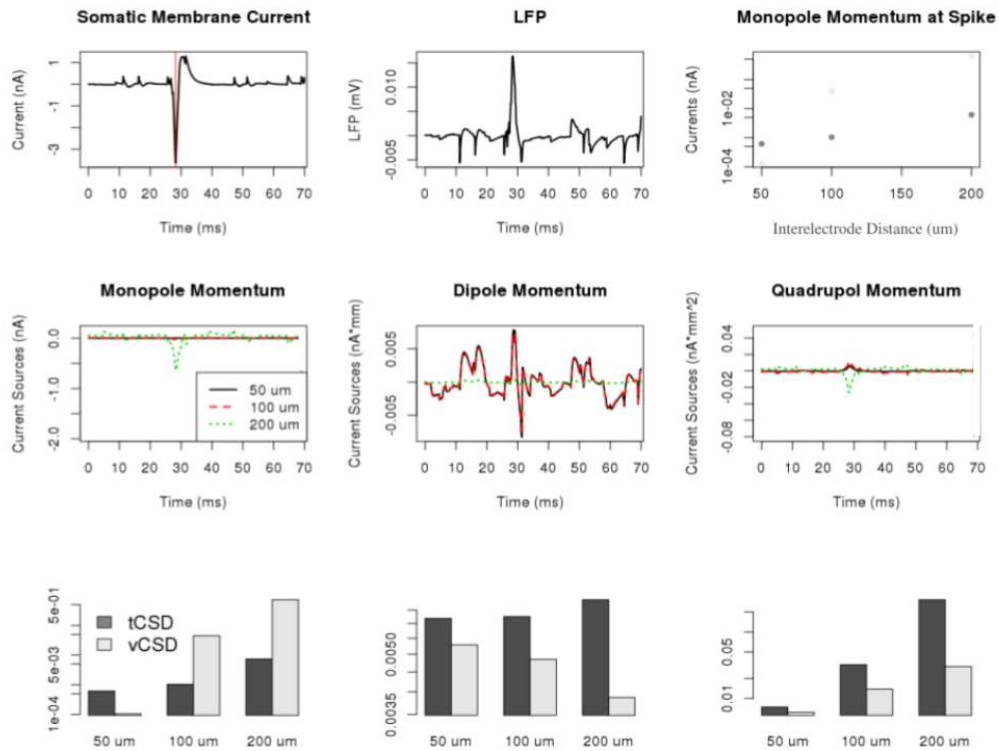 Somatic Membrane Current
LFP
Monopole Momentum at Spike
Current (nA)
1
-1
-3
0 10 20 30 40 50 60 70
Time (ms)
LFP (mV)
0.010
-0.005
0 10 20 30 40 50 60 70
Time (ms)
Currents (nA)
1e-02
1e-04
50 100 150 200
Interelectrode Distance (um)
Monopole Momentum
Dipole Momentum
Quadrupol Momentum
Current Sources (nA)
0.0
-1.0
-2.0
50 um
100 um
200 um
0 10 20 30 40 50 60 70
Time (ms)
Current Sources (nA*mm)
0.005
-0.005
0 10 20 30 40 50 60 70
Time (ms)
Current Sources (nA*mm^2)
0.04
-0.02
-0.08
0 10 20 30 40 50 60 70
Time (ms)
5e-01
5e-03
1e-04
tCSD
vCSD
50 um 100 um 200 um
0.0050
0.0035
50 um 100 um 200 um
0.05
0.01
50 um 100 um 200 um